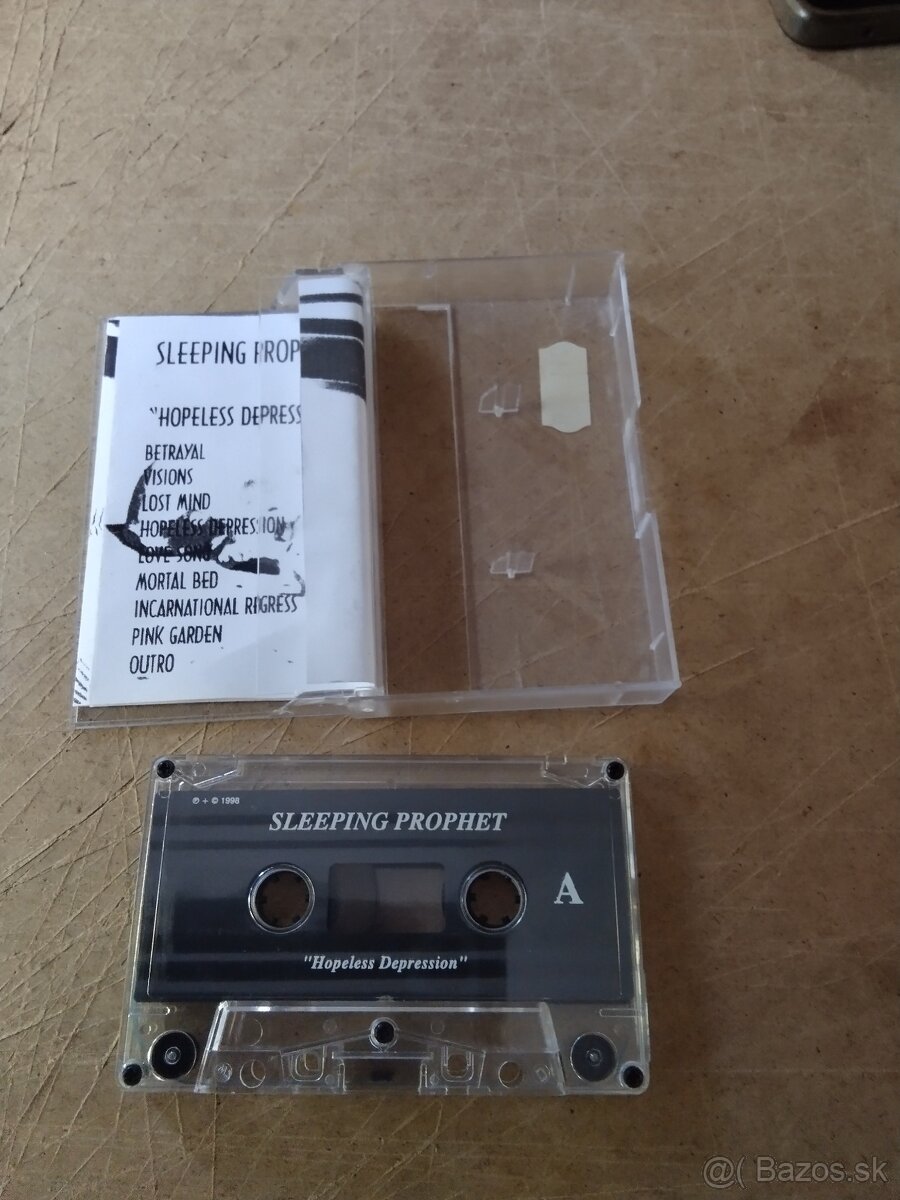 SLEEPING PROP
"HOPELESS DEPRESS
BETRAYAL
VISIONS
LOST MIND
HOPELESS DEPRESSION
LOVE SONG
MORTAL BED
INCARNATIONAL REGRESS
PINK GARDEN
OUTRO
℗ + © 1998
SLEEPING PROPHET
A
"Hopeless Depression"
@( Bazos.sk